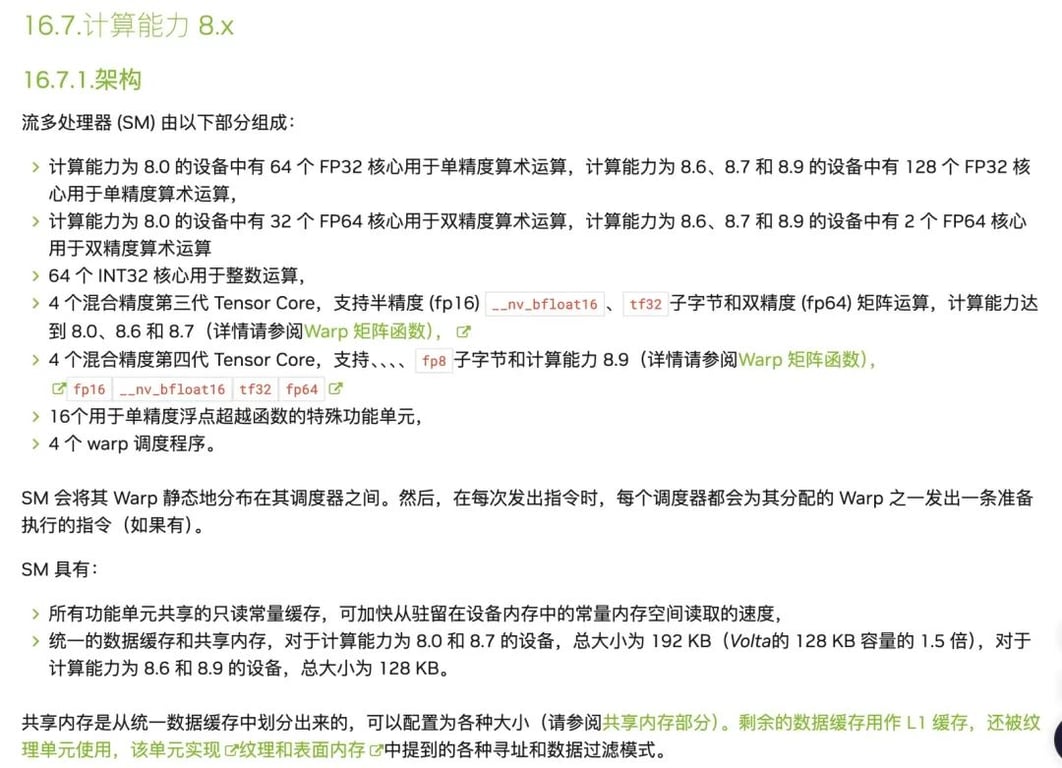 16.7.计算能力 8.x
16.7.1.架构
流多处理器 (SM) 由以下部分组成：
计算能力为 8.0 的设备中有 64 个 FP32 核心用于单精度算术运算，计算能力为 8.6、8.7 和 8.9 的设备中有 128 个 FP32 核
心用于单精度算术运算，
计算能力为 8.0 的设备中有 32 个 FP64 核心用于双精度算术运算，计算能力为 8.6、8.7 和 8.9 的设备中有 2 个 FP64 核心
用于双精度算术运算
64 个 INT32 核心用于整数运算，
4 个混合精度第三代 Tensor Core，支持半精度 (fp16) __nv_bfloat16 、 tf32 子字节和双精度 (fp64) 矩阵运算，计算能力达
到 8.0、8.6 和 8.7（详情请参阅Warp 矩阵函数），
4 个混合精度第四代 Tensor Core，支持、、、、 fp8 子字节和计算能力 8.9（详情请参阅Warp 矩阵函数），
fp16 __nv_bfloat16 tf32 fp64
16个用于单精度浮点超越函数的特殊功能单元，
4 个 warp 调度程序。
SM 会将其 Warp 静态地分布在其调度器之间。然后，在每次发出指令时，每个调度器都会为其分配的 Warp 之一发出一条准备
执行的指令（如果有）。
SM 具有：
所有功能单元共享的只读常量缓存，可加快从驻留在设备内存中的常量内存空间读取的速度，
统一的数据缓存和共享内存，对于计算能力为 8.0 和 8.7 的设备，总大小为 192 KB（Volta的 128 KB 容量的 1.5 倍），对于
计算能力为 8.6 和 8.9 的设备，总大小为 128 KB。
共享内存是从统一数据缓存中划分出来的，可以配置为各种大小（请参阅共享内存部分）。剩余的数据缓存用作 L1 缓存，还被纹
理单元使用，该单元实现纹理和表面内存中提到的各种寻址和数据过滤模式。